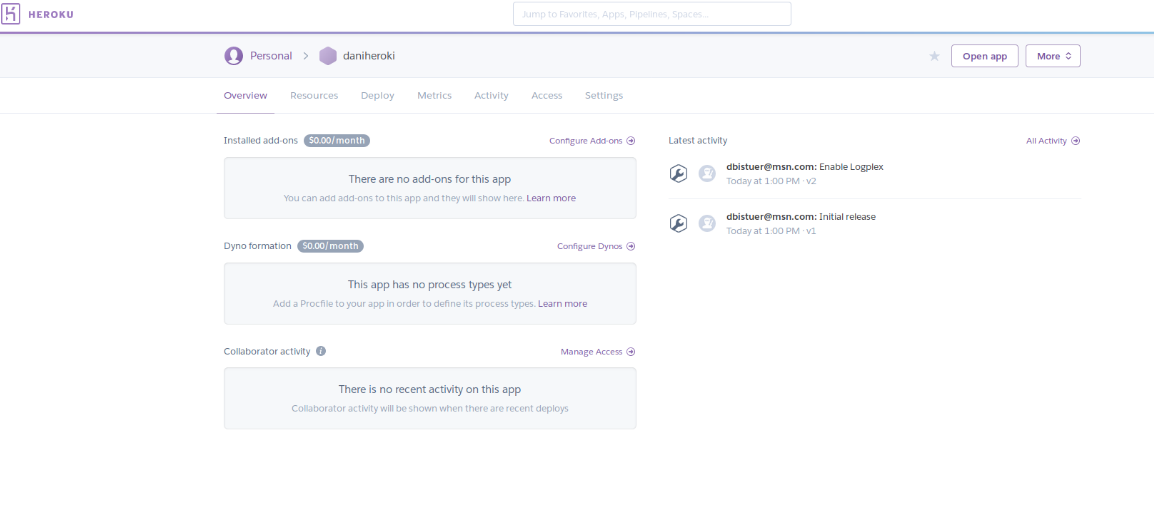 HEROKU
Jump to Favorites, Apps, Pipelines, Spaces...
Personal
daniheroki
Open app
More
Overview
Resources
Deploy
Metrics
Activity
Access
Settings
Installed add-ons $0.00/month
Configure Add-ons
There are no add-ons for this app
You can add add-ons to this app and they will show here. Learn more
Dyno formation $0.00/month
Configure Dynos
This app has no process types yet
Add a Procfile to your app in order to define its process types. Learn more
Collaborator activity
Manage Access
There is no recent activity on this app
Collaborator activity will be shown when there are recent deploys
Latest activity
All Activity
dbistuer@msn.com: Enable Logplex
Today at 1:00 PM · v2
dbistuer@msn.com: Initial release
Today at 1:00 PM · v1